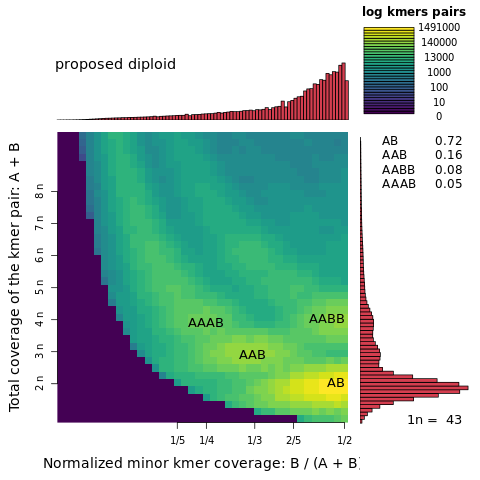 log kmers pairs
1491000
140000
13000
1000
100
10
0
proposed diploid
AB 0.72
AAB 0.16
AABB 0.08
AAAB 0.05
Total coverage of the kmer pair: A + B
8 n
7 n
6 n
5 n
4 n
3 n
2 n
AAAB
AABB
AAB
AB
1n = 43
1/5 1/4 1/3 2/5 1/2
Normalized minor kmer coverage: B / (A + B